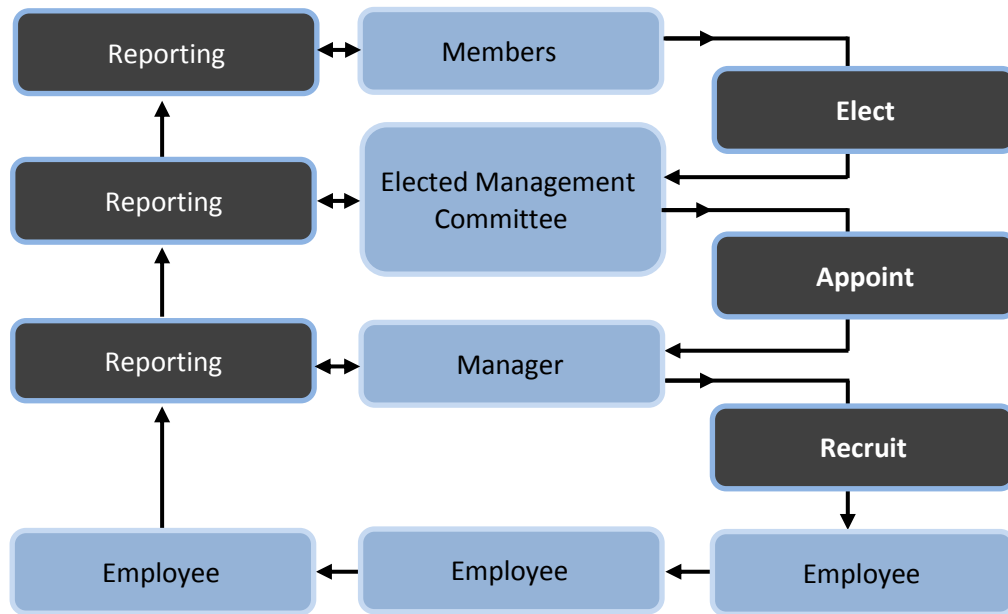 Reporting
Members
Elect
Reporting
Elected Management
Committee
Appoint
Reporting
Manager
Recruit
Employee
Employee
Employee